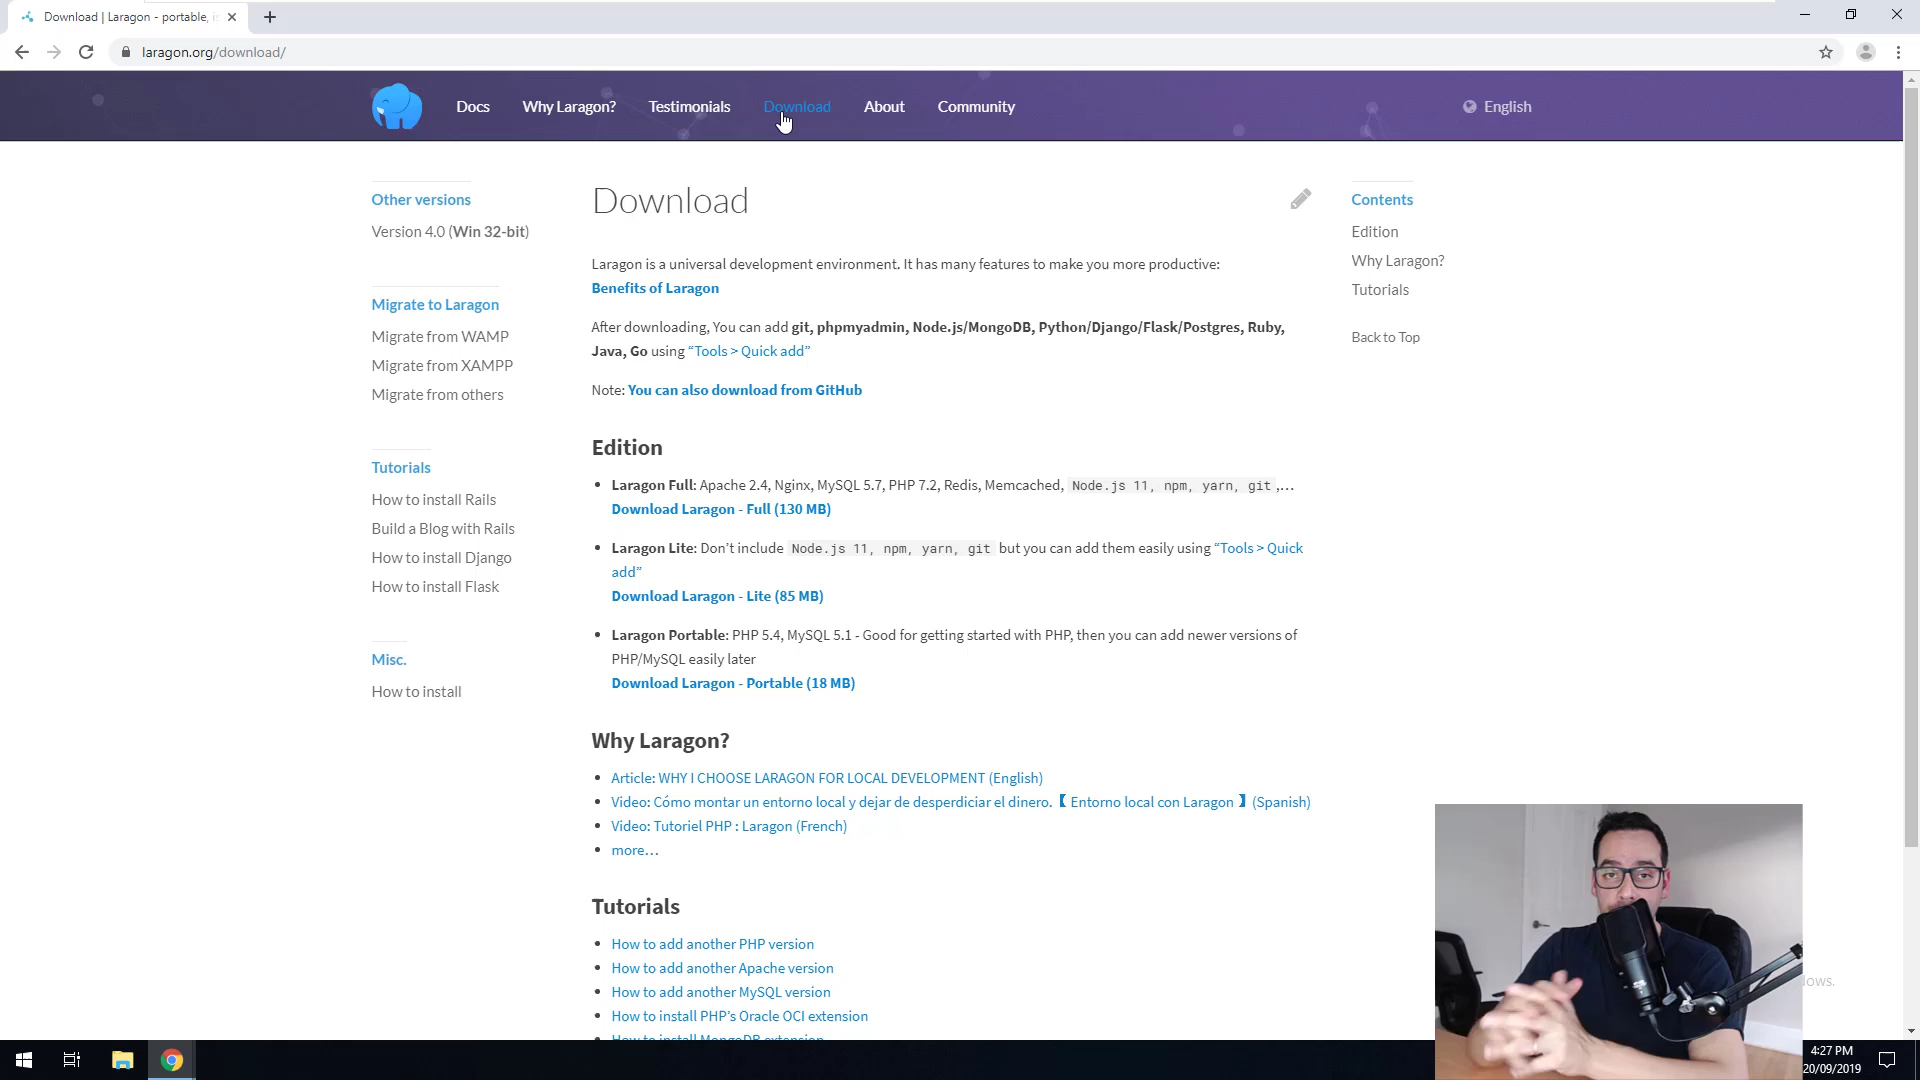 Download | Laragon - portable, is
laragon.org/download/
Docs
Why Laragon?
Testimonials
Download
About
Community
English
Other versions
Version 4.0 (Win 32-bit)
Migrate to Laragon
Migrate from WAMP
Migrate from XAMPP
Migrate from others
Tutorials
How to install Rails
Build a Blog with Rails
How to install Django
How to install Flask
Misc.
How to install
Download
Laragon is a universal development environment. It has many features to make you more productive:
Benefits of Laragon
After downloading, You can add git, phpmyadmin, Node.js/MongoDB, Python/Django/Flask/Postgres, Ruby,
Java, Go using “Tools > Quick add”
Note: You can also download from GitHub
Edition
• Laragon Full: Apache 2.4, Nginx, MySQL 5.7, PHP 7.2, Redis, Memcached, Node.js 11, npm, yarn, git ,…
Download Laragon - Full (130 MB)
• Laragon Lite: Don’t include Node.js 11, npm, yarn, git but you can add them easily using “Tools > Quick
add”
Download Laragon - Lite (85 MB)
• Laragon Portable: PHP 5.4, MySQL 5.1 - Good for getting started with PHP, then you can add newer versions of
PHP/MySQL easily later
Download Laragon - Portable (18 MB)
Why Laragon?
• Article: WHY I CHOOSE LARAGON FOR LOCAL DEVELOPMENT (English)
• Video: Cómo montar un entorno local y dejar de desperdiciar el dinero.【 Entorno local con Laragon 】(Spanish)
• Video: Tutoriel PHP : Laragon (French)
• more…
Tutorials
• How to add another PHP version
• How to add another Apache version
• How to add another MySQL version
• How to install PHP’s Oracle OCI extension
• How to install MongoDB extension
Contents
Edition
Why Laragon?
Tutorials
Back to Top
4:27 PM
20/09/2019